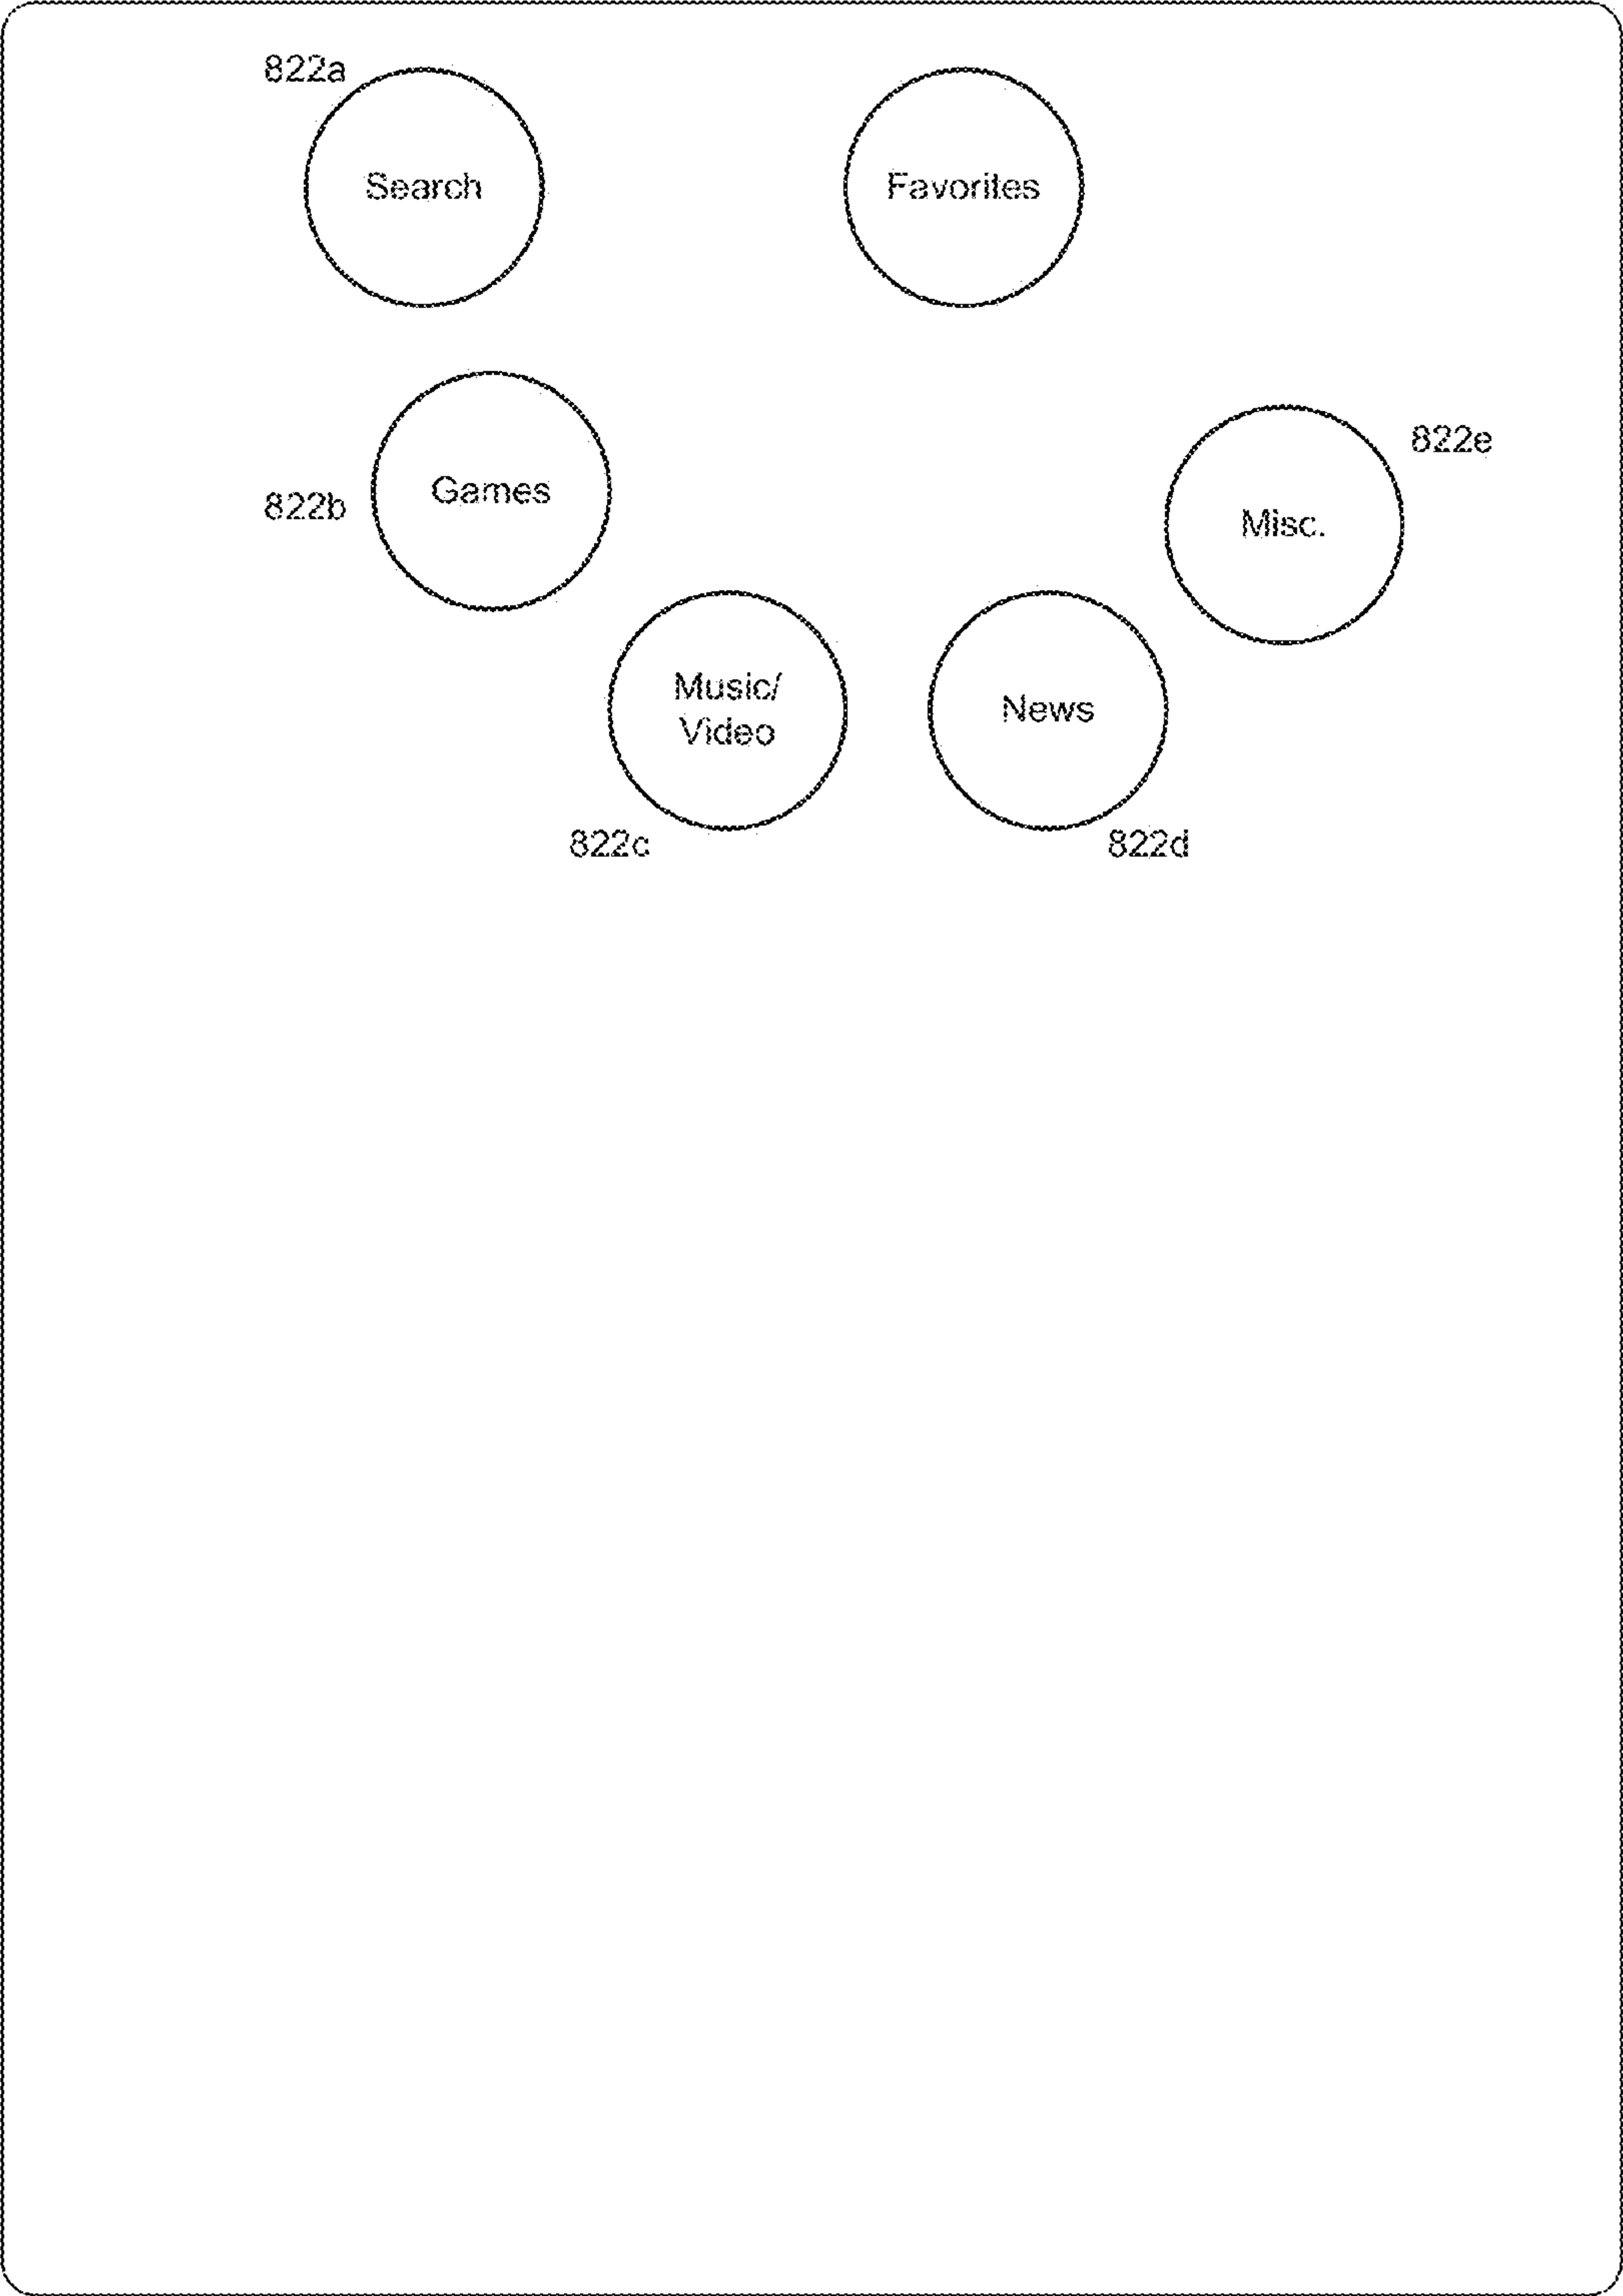 822a
Search
Favorites
822e
Games
822b
Misc.
Music/
Video
News
822c
822d